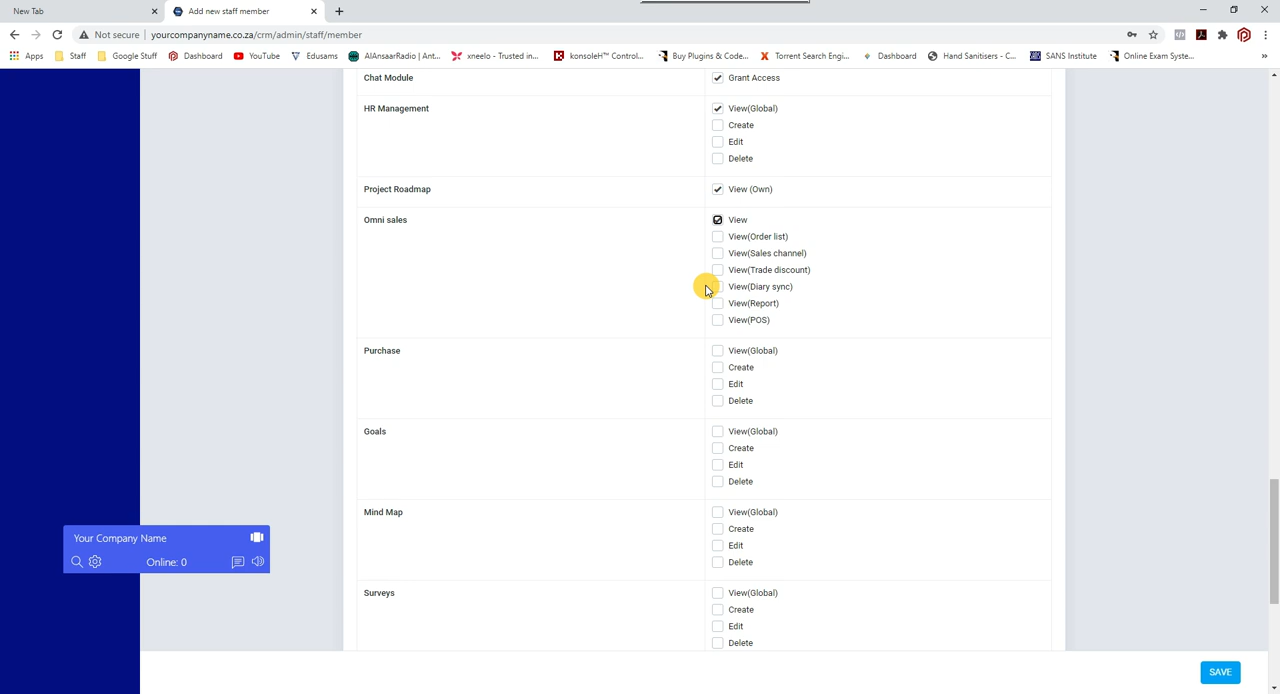 New Tab
Add new staff member
Not secure
yourcompanyname.co.za/crm/admin/staff/member
Apps
Staff
Google Stuff
Dashboard
YouTube
Edusams
AlAnsaarRadio | Ant...
xneelo - Trusted in...
konsoleH™ Control...
Buy Plugins & Code...
Torrent Search Engi...
Dashboard
Hand Sanitisers - C...
SANS Institute
Online Exam Syste...
»
Chat Module
Grant Access
HR Management
View(Global)
Create
Edit
Delete
Project Roadmap
View (Own)
Omni sales
View
View(Order list)
View(Sales channel)
View(Trade discount)
View(Diary sync)
View(Report)
View(POS)
Purchase
View(Global)
Create
Edit
Delete
Goals
View(Global)
Create
Edit
Delete
Mind Map
View(Global)
Create
Edit
Delete
Surveys
View(Global)
Create
Edit
Delete
Your Company Name
Online: 0
SAVE